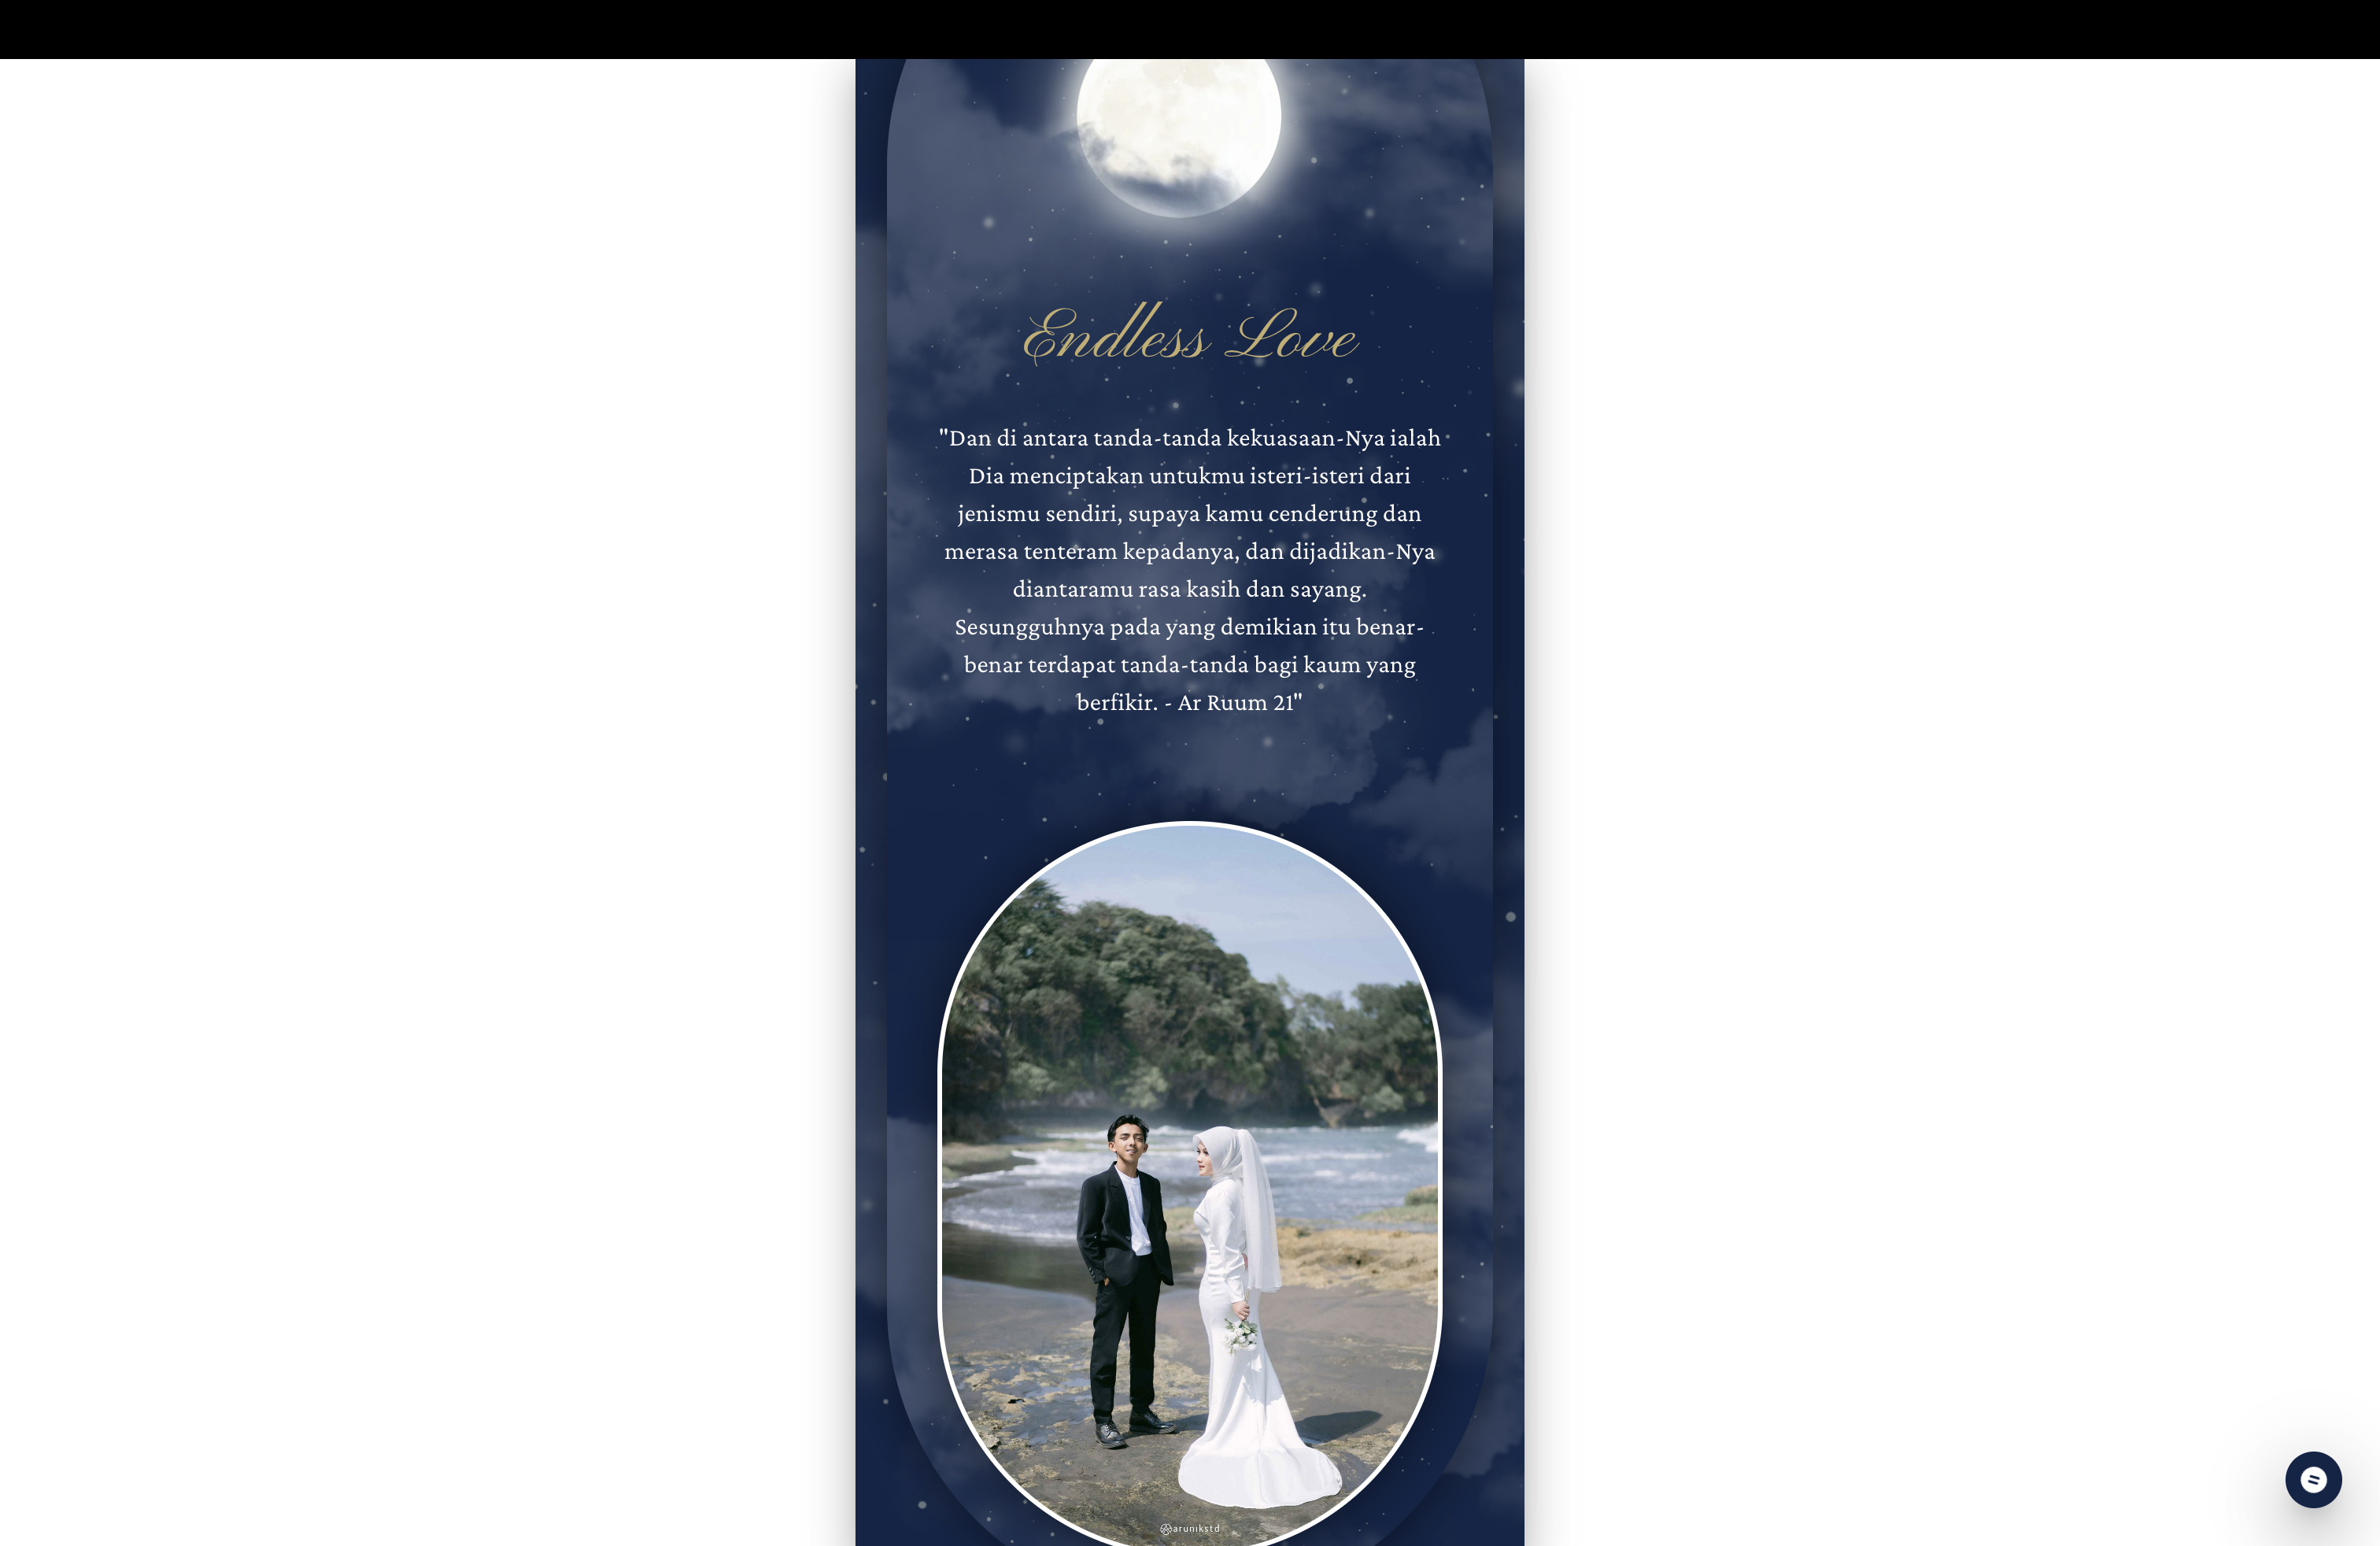 Endless Love
"Dan di antara tanda-tanda kekuasaan-Nya ialah
Dia menciptakan untukmu isteri-isteri dari
jenismu sendiri, supaya kamu cenderung dan
merasa tenteram kepadanya, dan dijadikan-Nya
diantaramu rasa kasih dan sayang.
Sesungguhnya pada yang demikian itu benar-
benar terdapat tanda-tanda bagi kaum yang
berfikir. - Ar Ruum 21"
arunikstd